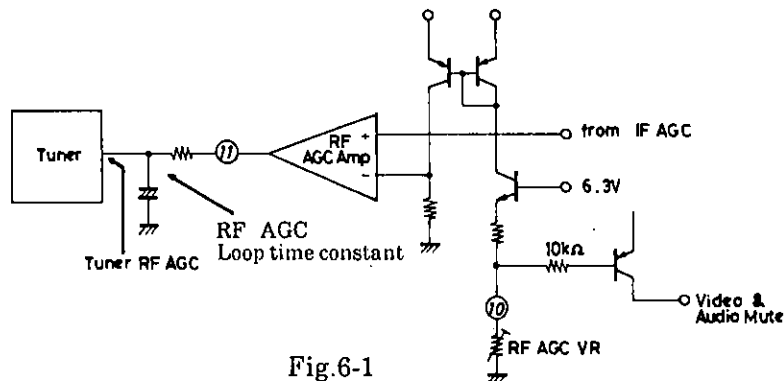 Tuner
11
RF
AGC Amp
+
-
from IF AGC
6.3V
RF AGC
Loop time constant
Tuner RF AGC
10kΩ
10
Video &
Audio Mute
RF AGC VR
Fig.6-1